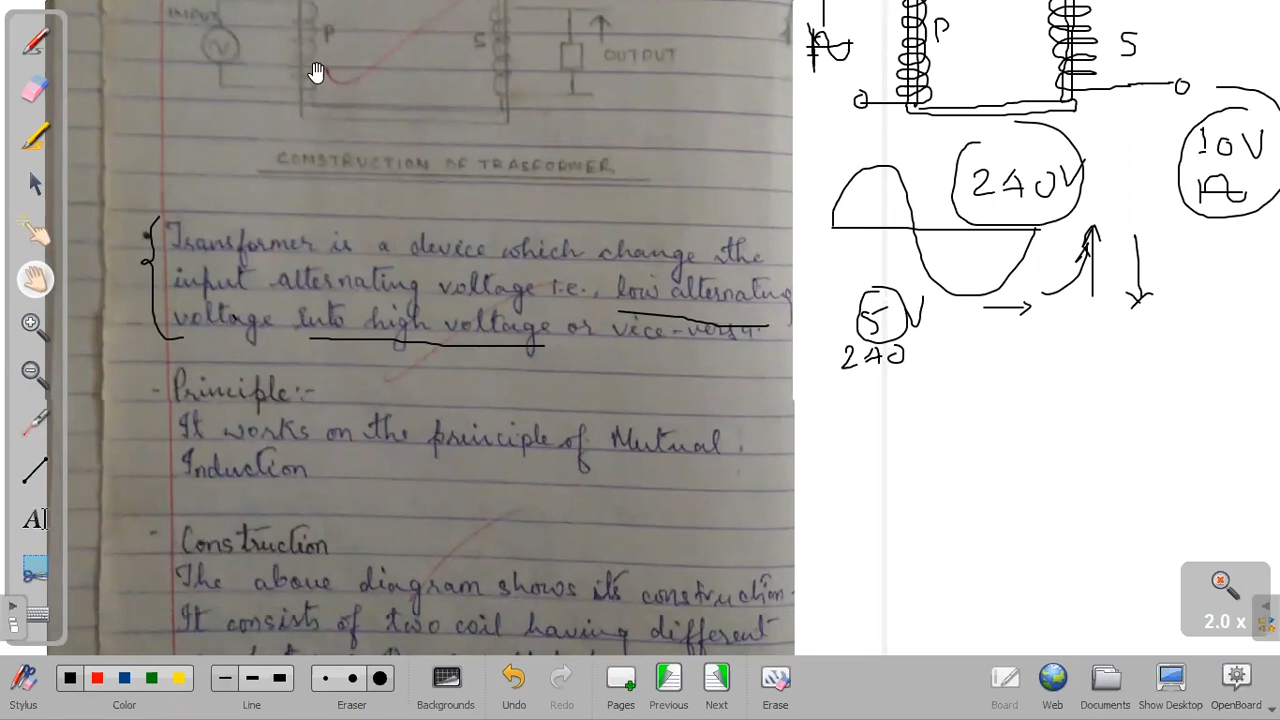 INPUT
P
S
OUTPUT
CONSTRUCTION OF TRASFORMER
Transformer is a device which change the
input alternating voltage i.e., low alternating
voltage into high voltage or vice-versa.
- Principle:-
It works on the principle of Mutual
Induction
- Construction
The above diagram shows its construction.
It consists of two coil having different
P
S
10V
240V
5V
240
2.0 x
Stylus
Color
Line
Eraser
Backgrounds
Undo
Redo
Pages
Previous
Next
Erase
Board
Web
Documents
Show Desktop
OpenBoard